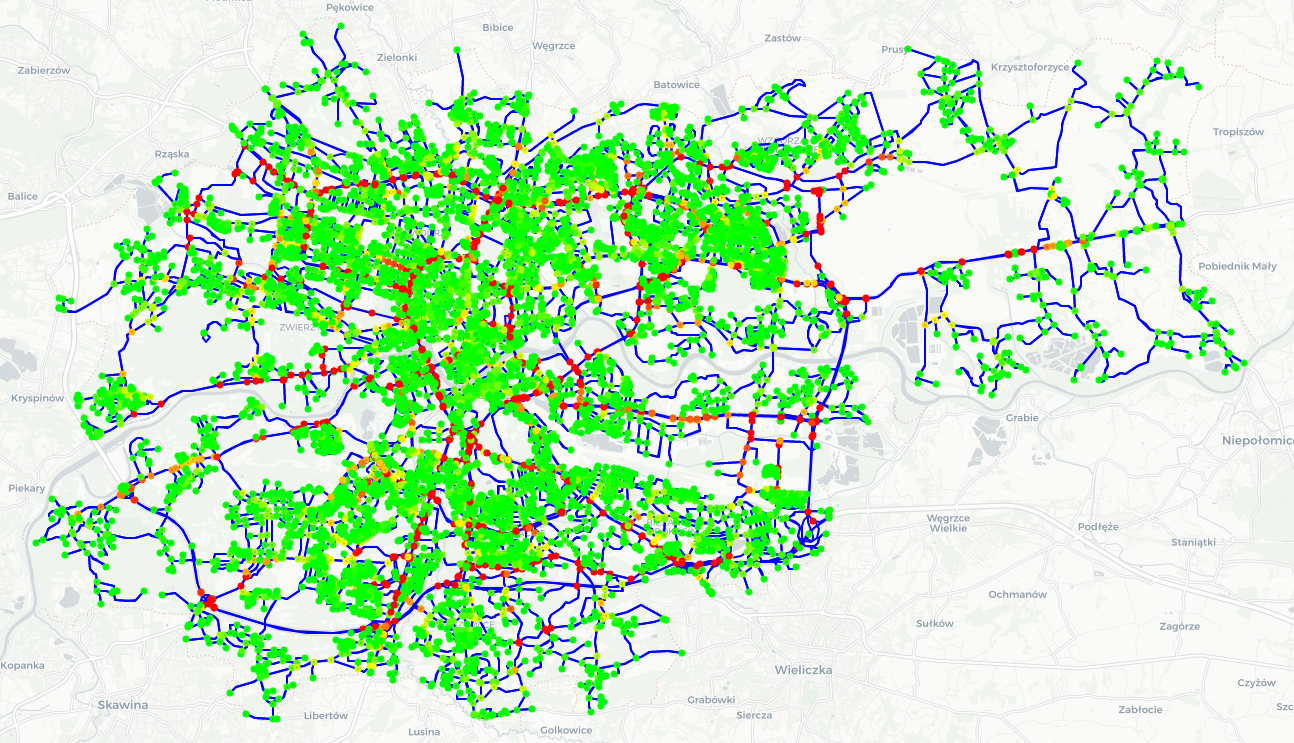 Pękowice
Bibice
Węgrzce
Zastów
Prusy
Zielonki
Krzysztoforzyce
Zabierzów
Batowice
Tropiszów
Rząska
Balice
Pobiednik Mały
Kryspinów
Grabie
Niepołomice
Piekary
Węgrzce
Wielkie
Podłęże
Staniątki
Ochmanów
Sułków
Zagórze
Kopanka
Wieliczka
Czyżów
Skawina
Grabówki
Siercza
Zabłocie
Libertów
Lusina
Golkowice